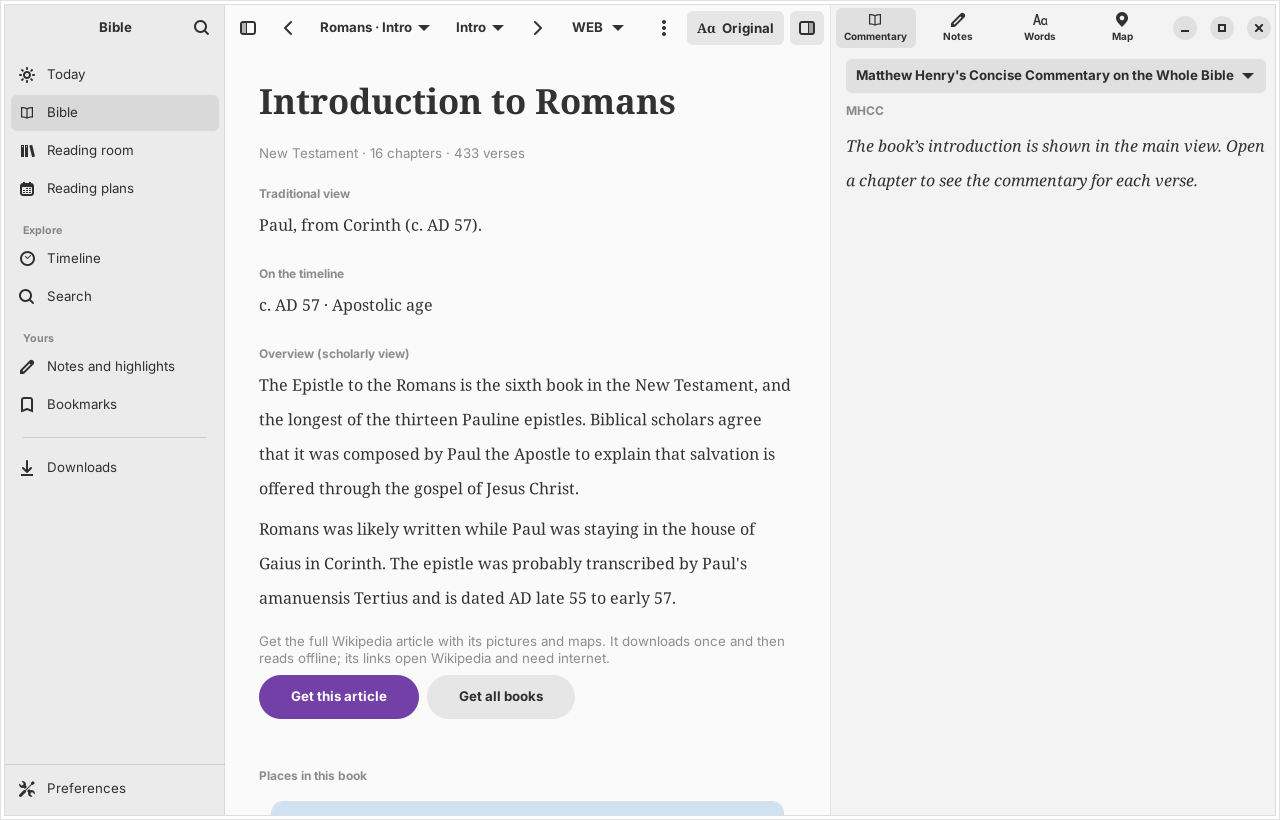 Bible
Today
Bible
Reading room
Reading plans
Explore
Timeline
Search
Yours
Notes and highlights
Bookmarks
Downloads
Preferences
Romans · Intro
Intro
WEB
Aα Original
Introduction to Romans
New Testament · 16 chapters · 433 verses
Traditional view
Paul, from Corinth (c. AD 57).
On the timeline
c. AD 57 · Apostolic age
Overview (scholarly view)
The Epistle to the Romans is the sixth book in the New Testament, and
the longest of the thirteen Pauline epistles. Biblical scholars agree
that it was composed by Paul the Apostle to explain that salvation is
offered through the gospel of Jesus Christ.
Romans was likely written while Paul was staying in the house of
Gaius in Corinth. The epistle was probably transcribed by Paul's
amanuensis Tertius and is dated AD late 55 to early 57.
Get the full Wikipedia article with its pictures and maps. It downloads once and then
reads offline; its links open Wikipedia and need internet.
Get this article
Get all books
Places in this book
Commentary
Notes
Aα
Words
Map
Matthew Henry's Concise Commentary on the Whole Bible
MHCC
The book’s introduction is shown in the main view. Open
a chapter to see the commentary for each verse.